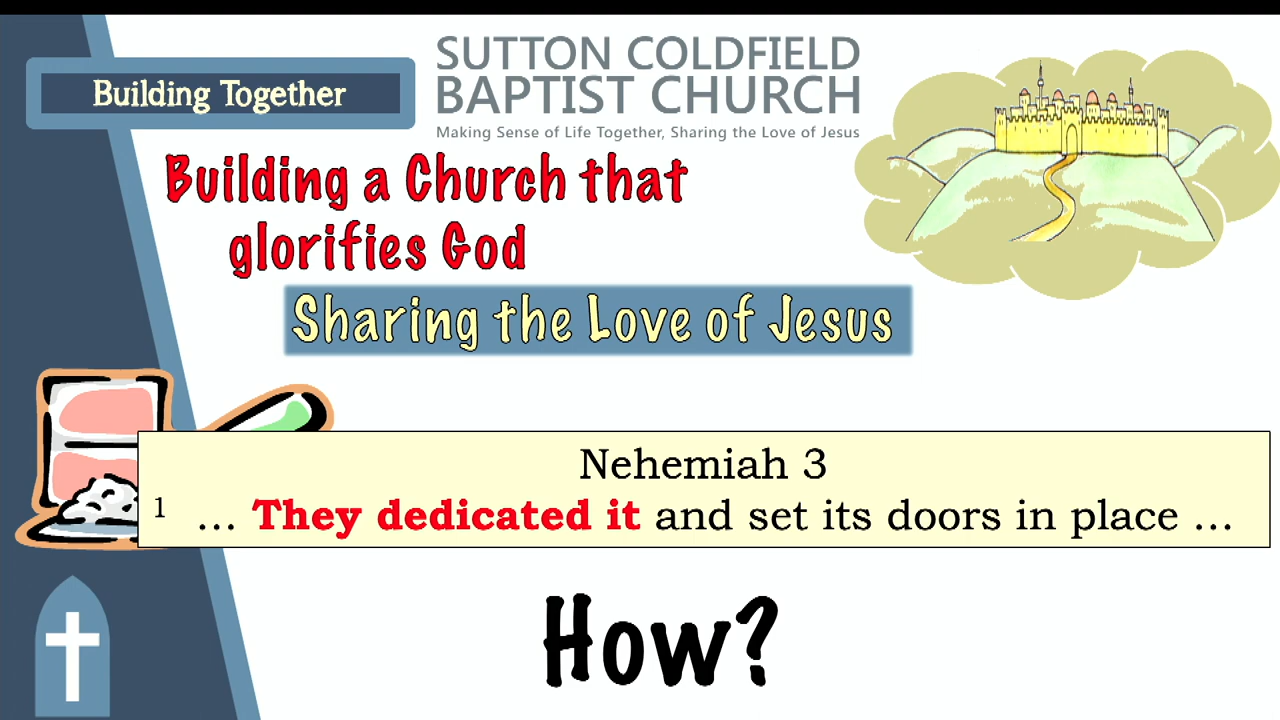 Building Together
SUTTON COLDFIELD
BAPTIST CHURCH
Making Sense of Life Together, Sharing the Love of Jesus
Building a Church that
glorifies God
Sharing the Love of Jesus
Nehemiah 3
1 … They dedicated it and set its doors in place …
How?